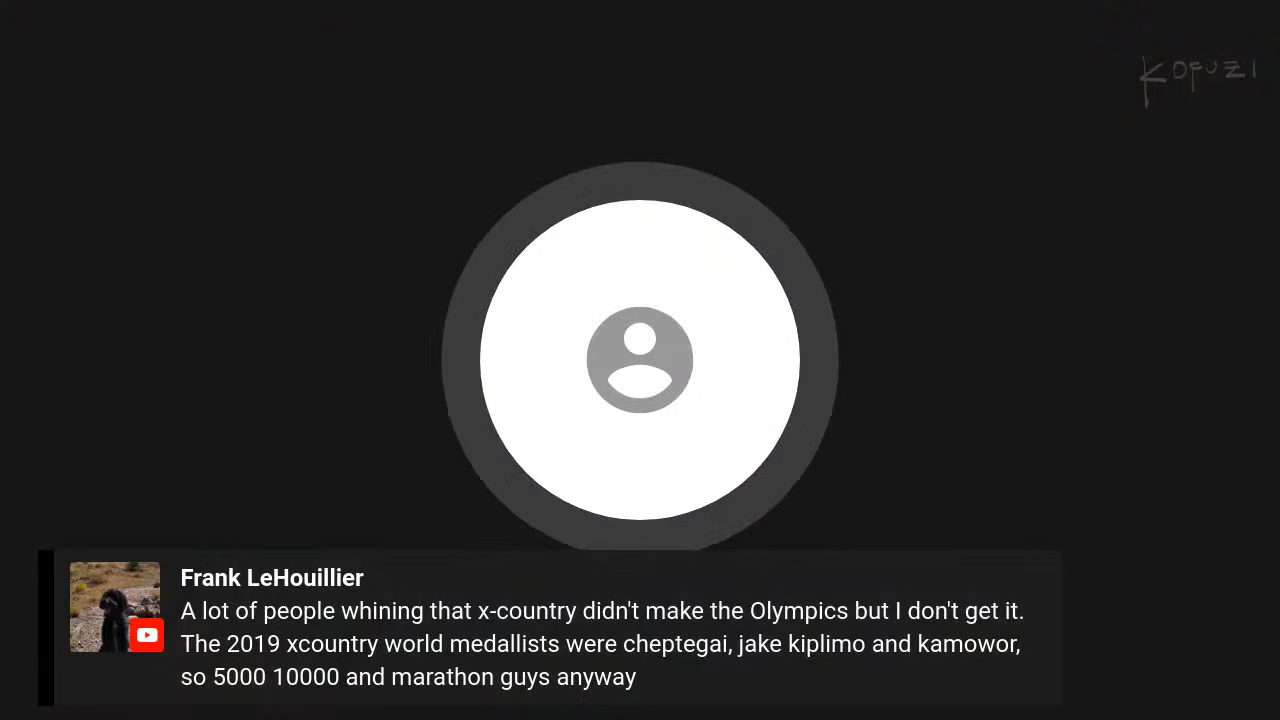 KOFUZI
Frank LeHouillier
A lot of people whining that x-country didn't make the Olympics but I don't get it.
The 2019 xcountry world medallists were cheptegai, jake kiplimo and kamowor,
so 5000 10000 and marathon guys anyway